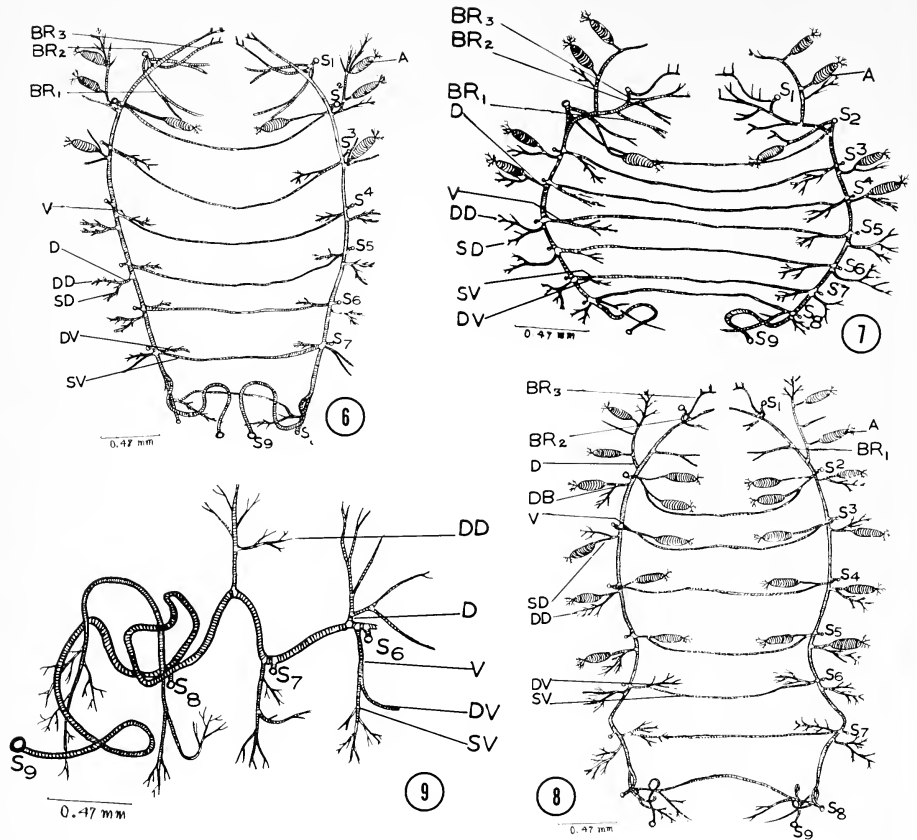 BR3
BR2
BR1
S1
A
S2
S3
S4
V
D
S5
DD
SD
S6
DV
S7
SV
S9
S
0.47 mm
6
BR3
BR2
BR1
D
A
S1
S2
S3
S4
V
DD
S5
SD
S6
SV
S7
DV
S8
S9
0.47 mm
7
BR3
S1
BR2
A
BR1
D
S2
DB
V
S3
SD
S4
DD
S5
DV
S6
SV
S7
S8
S9
0.47 mm
8
DD
D
S6
V
S7
S8
DV
SV
S9
0.47 mm
9